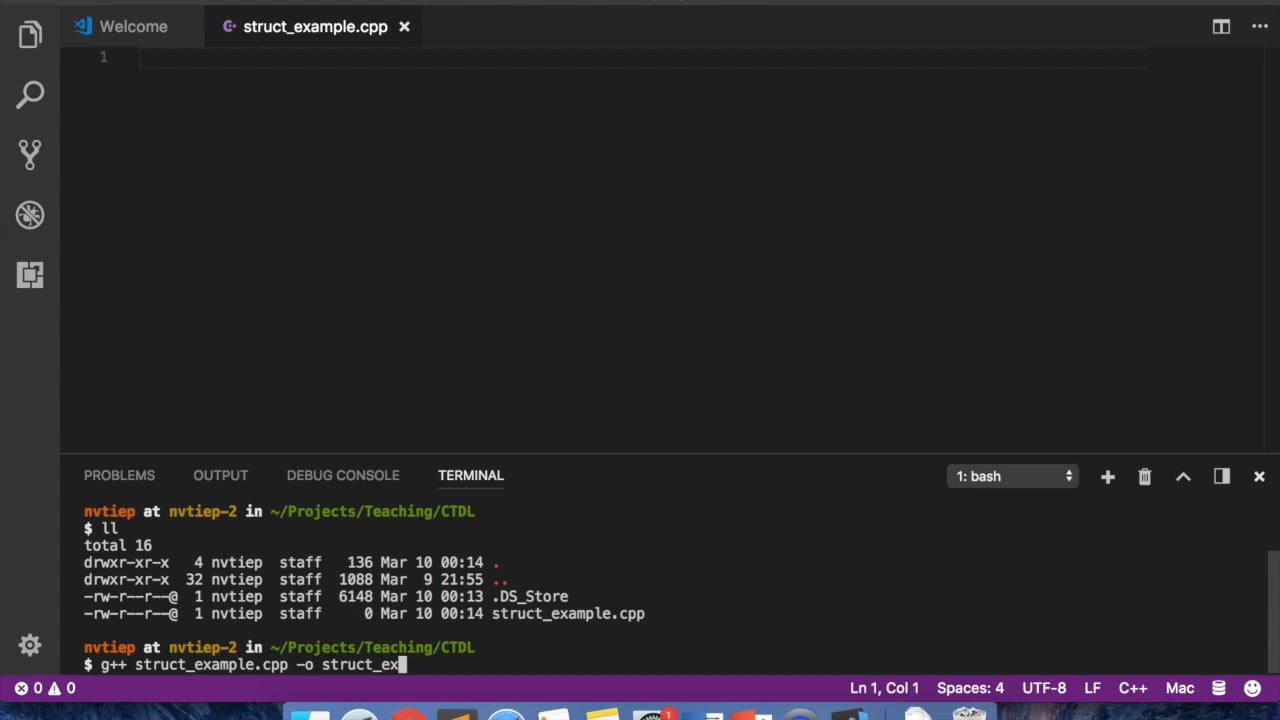 Welcome
struct_example.cpp
1
PROBLEMS OUTPUT DEBUG CONSOLE TERMINAL
1: bash
nvtiep at nvtiep-2 in ~/Projects/Teaching/CTDL
$ ll
total 16
drwxr-xr-x 4 nvtiep staff 136 Mar 10 00:14 .
drwxr-xr-x 32 nvtiep staff 1088 Mar 9 21:55 ..
-rw-r--r--@ 1 nvtiep staff 6148 Mar 10 00:13 .DS_Store
-rw-r--r--@ 1 nvtiep staff 0 Mar 10 00:14 struct_example.cpp
nvtiep at nvtiep-2 in ~/Projects/Teaching/CTDL
$ g++ struct_example.cpp -o struct_ex
0 0 Ln 1, Col 1 Spaces: 4 UTF-8 LF C++ Mac
1